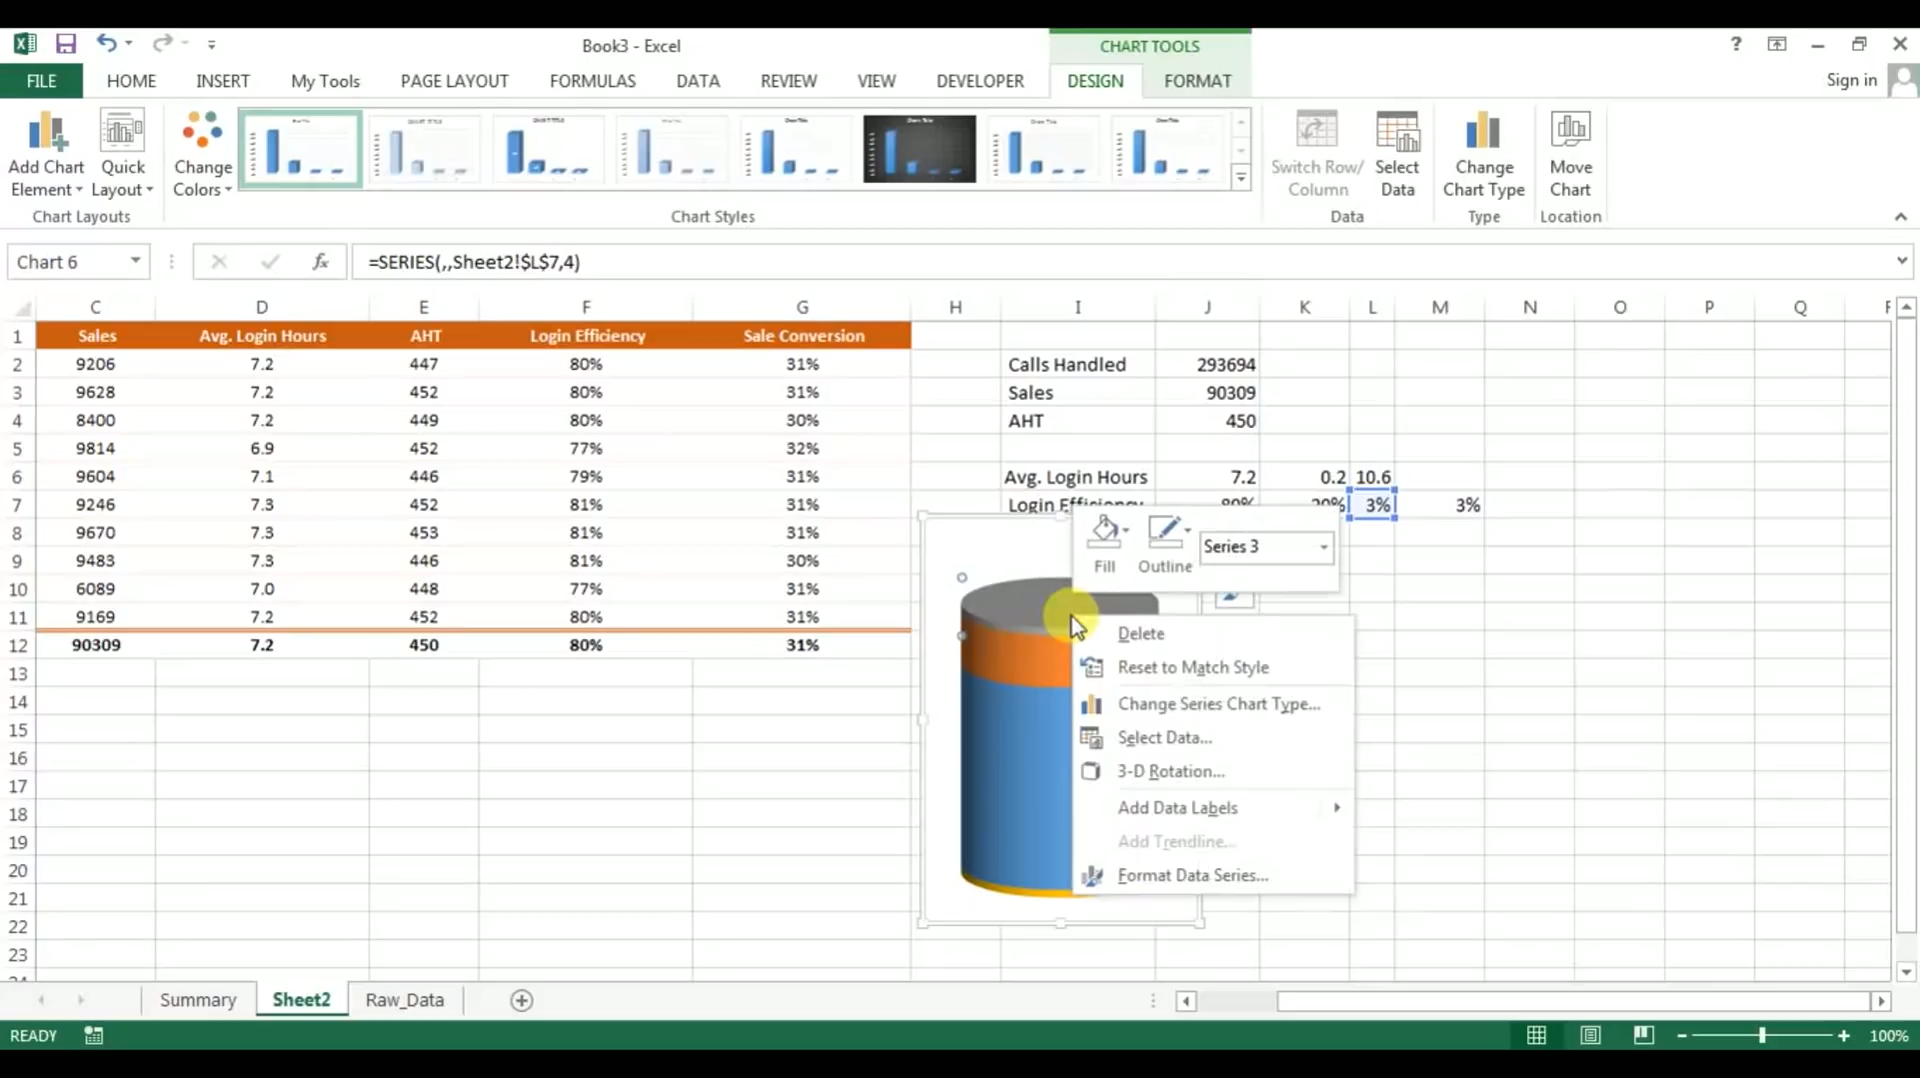 Book3 - Excel
CHART TOOLS
?
FILE
HOME
INSERT
My Tools
PAGE LAYOUT
FORMULAS
DATA
REVIEW
VIEW
DEVELOPER
DESIGN
FORMAT
Sign in
Add Chart Element
Quick Layout
Change Colors
Switch Row/ Column
Select Data
Change Chart Type
Move Chart
Chart Layouts
Chart Styles
Data
Type
Location
Chart 6
fx
=SERIES(,,Sheet2!$L$7,4)
C D E F G H I J K L M N O P Q
1 Sales Avg. Login Hours AHT Login Efficiency Sale Conversion
2 9206 7.2 447 80% 31% Calls Handled 293694
3 9628 7.2 452 80% 31% Sales 90309
4 8400 7.2 449 80% 30% AHT 450
5 9814 6.9 452 77% 32%
6 9604 7.1 446 79% 31% Avg. Login Hours 7.2 0.2 10.6
7 9246 7.3 452 81% 31% Login Efficiency 80% 20% 3% 3%
8 9670 7.3 453 81% 31%
9 9483 7.3 446 81% 30%
10 6089 7.0 448 77% 31%
11 9169 7.2 452 80% 31%
12 90309 7.2 450 80% 31%
13
14
15
16
17
18
19
20
21
22
23
Fill
Outline
Series 3
Delete
Reset to Match Style
Change Series Chart Type...
Select Data...
3-D Rotation...
Add Data Labels
Add Trendline...
Format Data Series...
Summary
Sheet2
Raw_Data
READY
100%